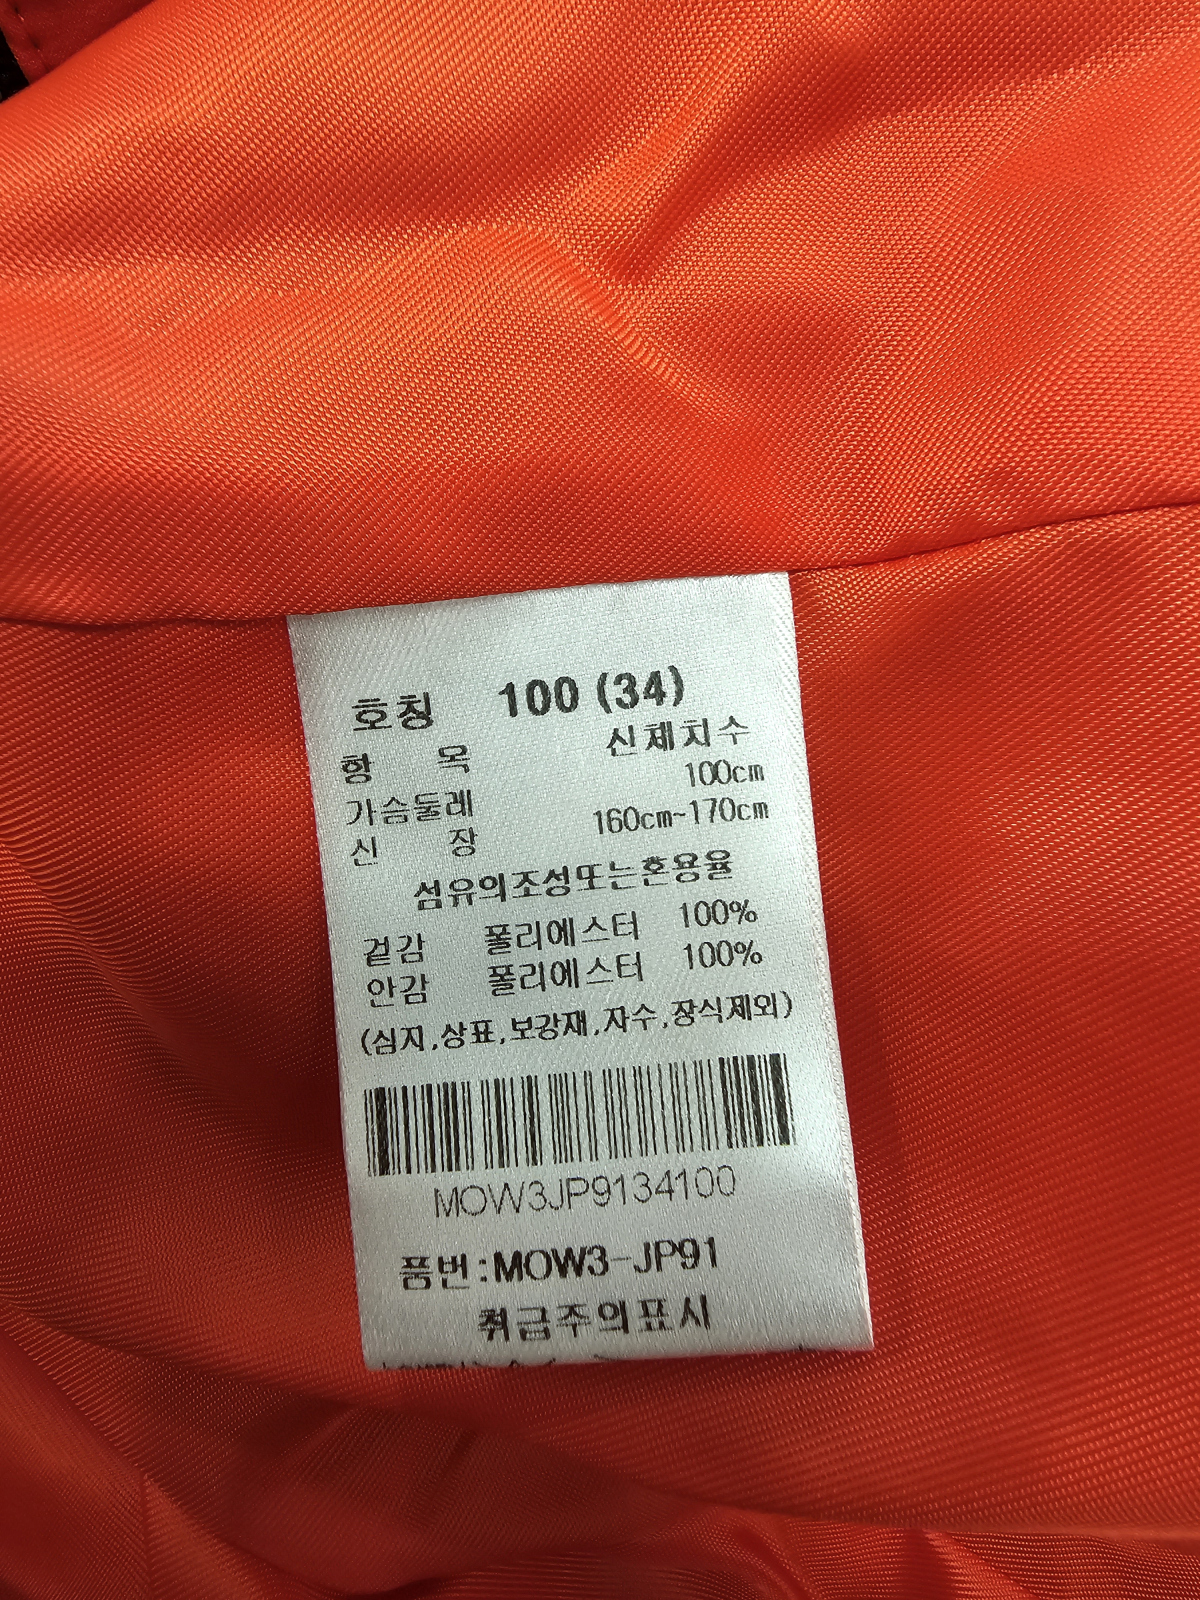 호칭 100 (34)
항 목 신체치수
가슴둘레 100cm
신 장 160cm~170cm
섬유의조성또는혼용율
겉감 폴리에스터 100%
안감 폴리에스터 100%
(심지,상표,보강재,자수,장식제외)
MOW3JP9134100
품번:MOW3-JP91
취급주의표시